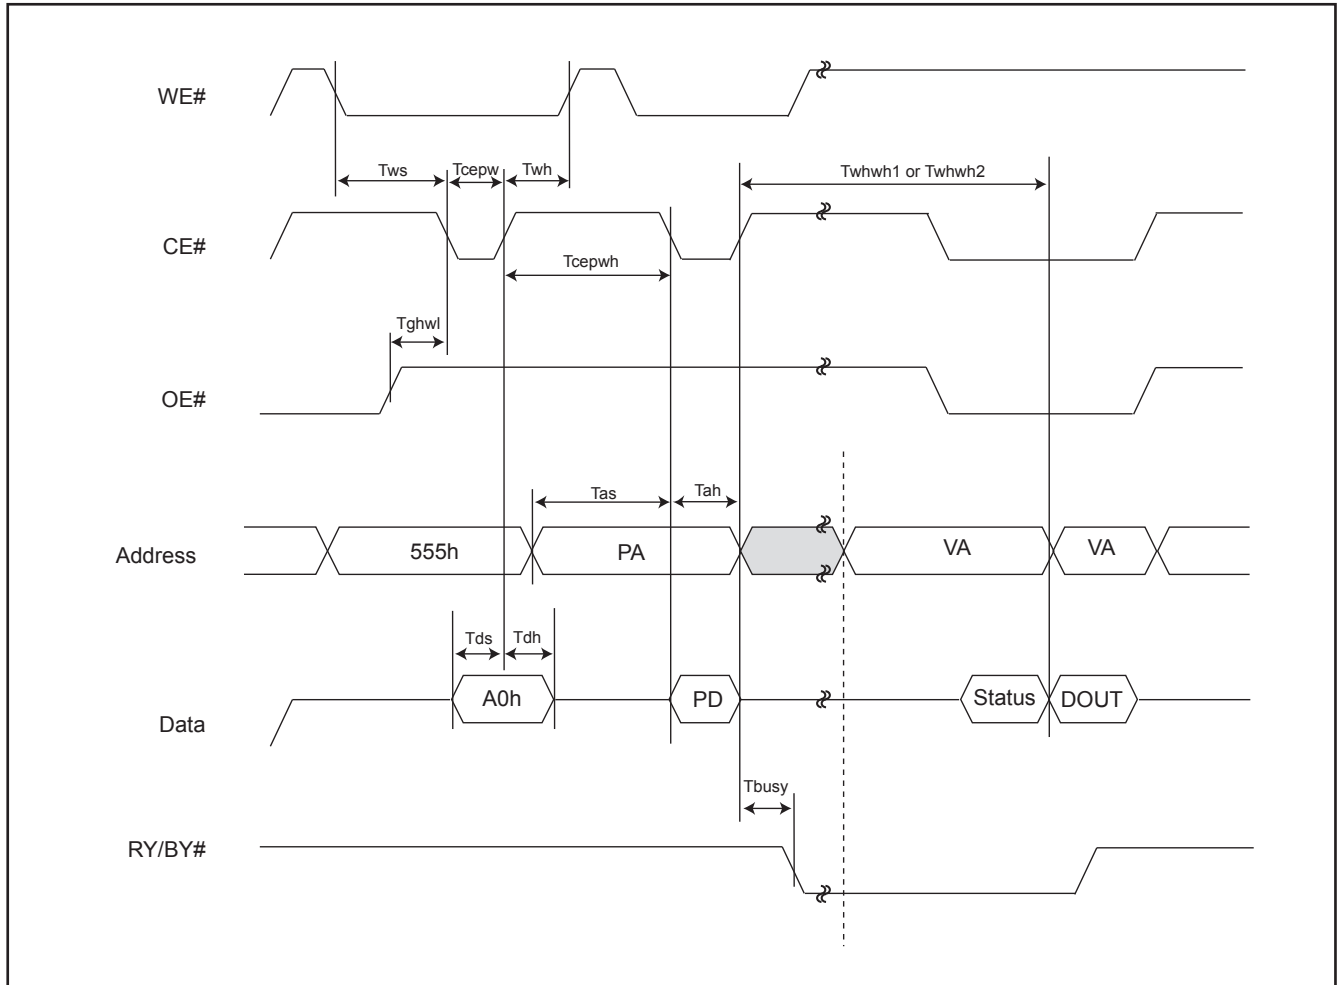 WE#
Tws
Tcepw
Twh
Twhwh1 or Twhwh2
CE#
Tcepwh
Tghwl
OE#
Tas
Tah
Address
555h
PA
VA
VA
Tds
Tdh
Data
A0h
PD
Status
DOUT
Tbusy
RY/BY#